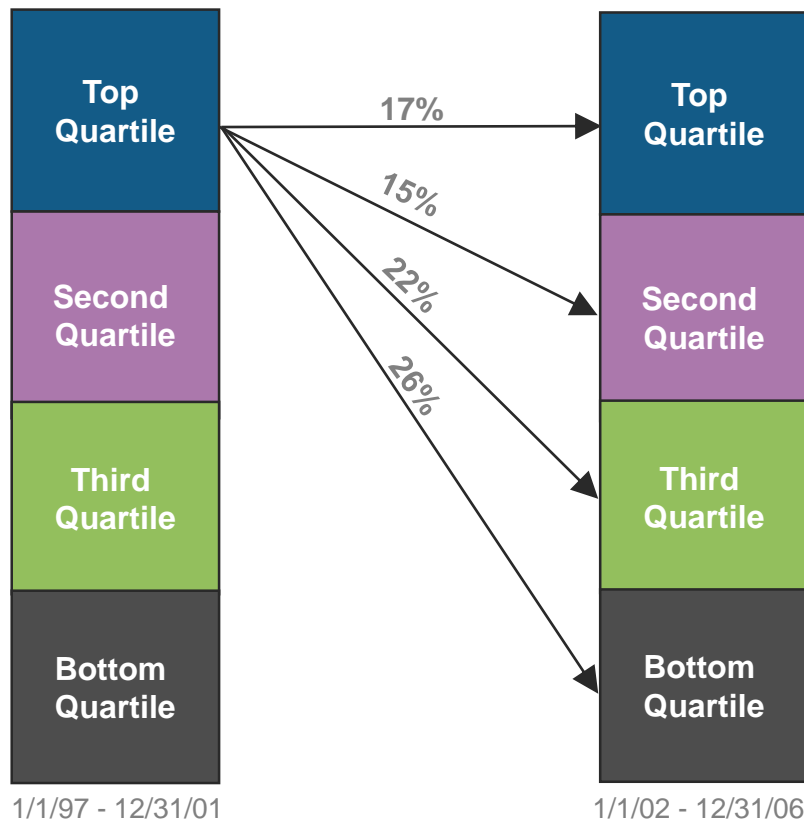 Top
Quartile
Second
Quartile
Third
Quartile
Bottom
Quartile
1/1/97 - 12/31/01
17%
15%
22%
26%
Top
Quartile
Second
Quartile
Third
Quartile
Bottom
Quartile
1/1/02 - 12/31/06